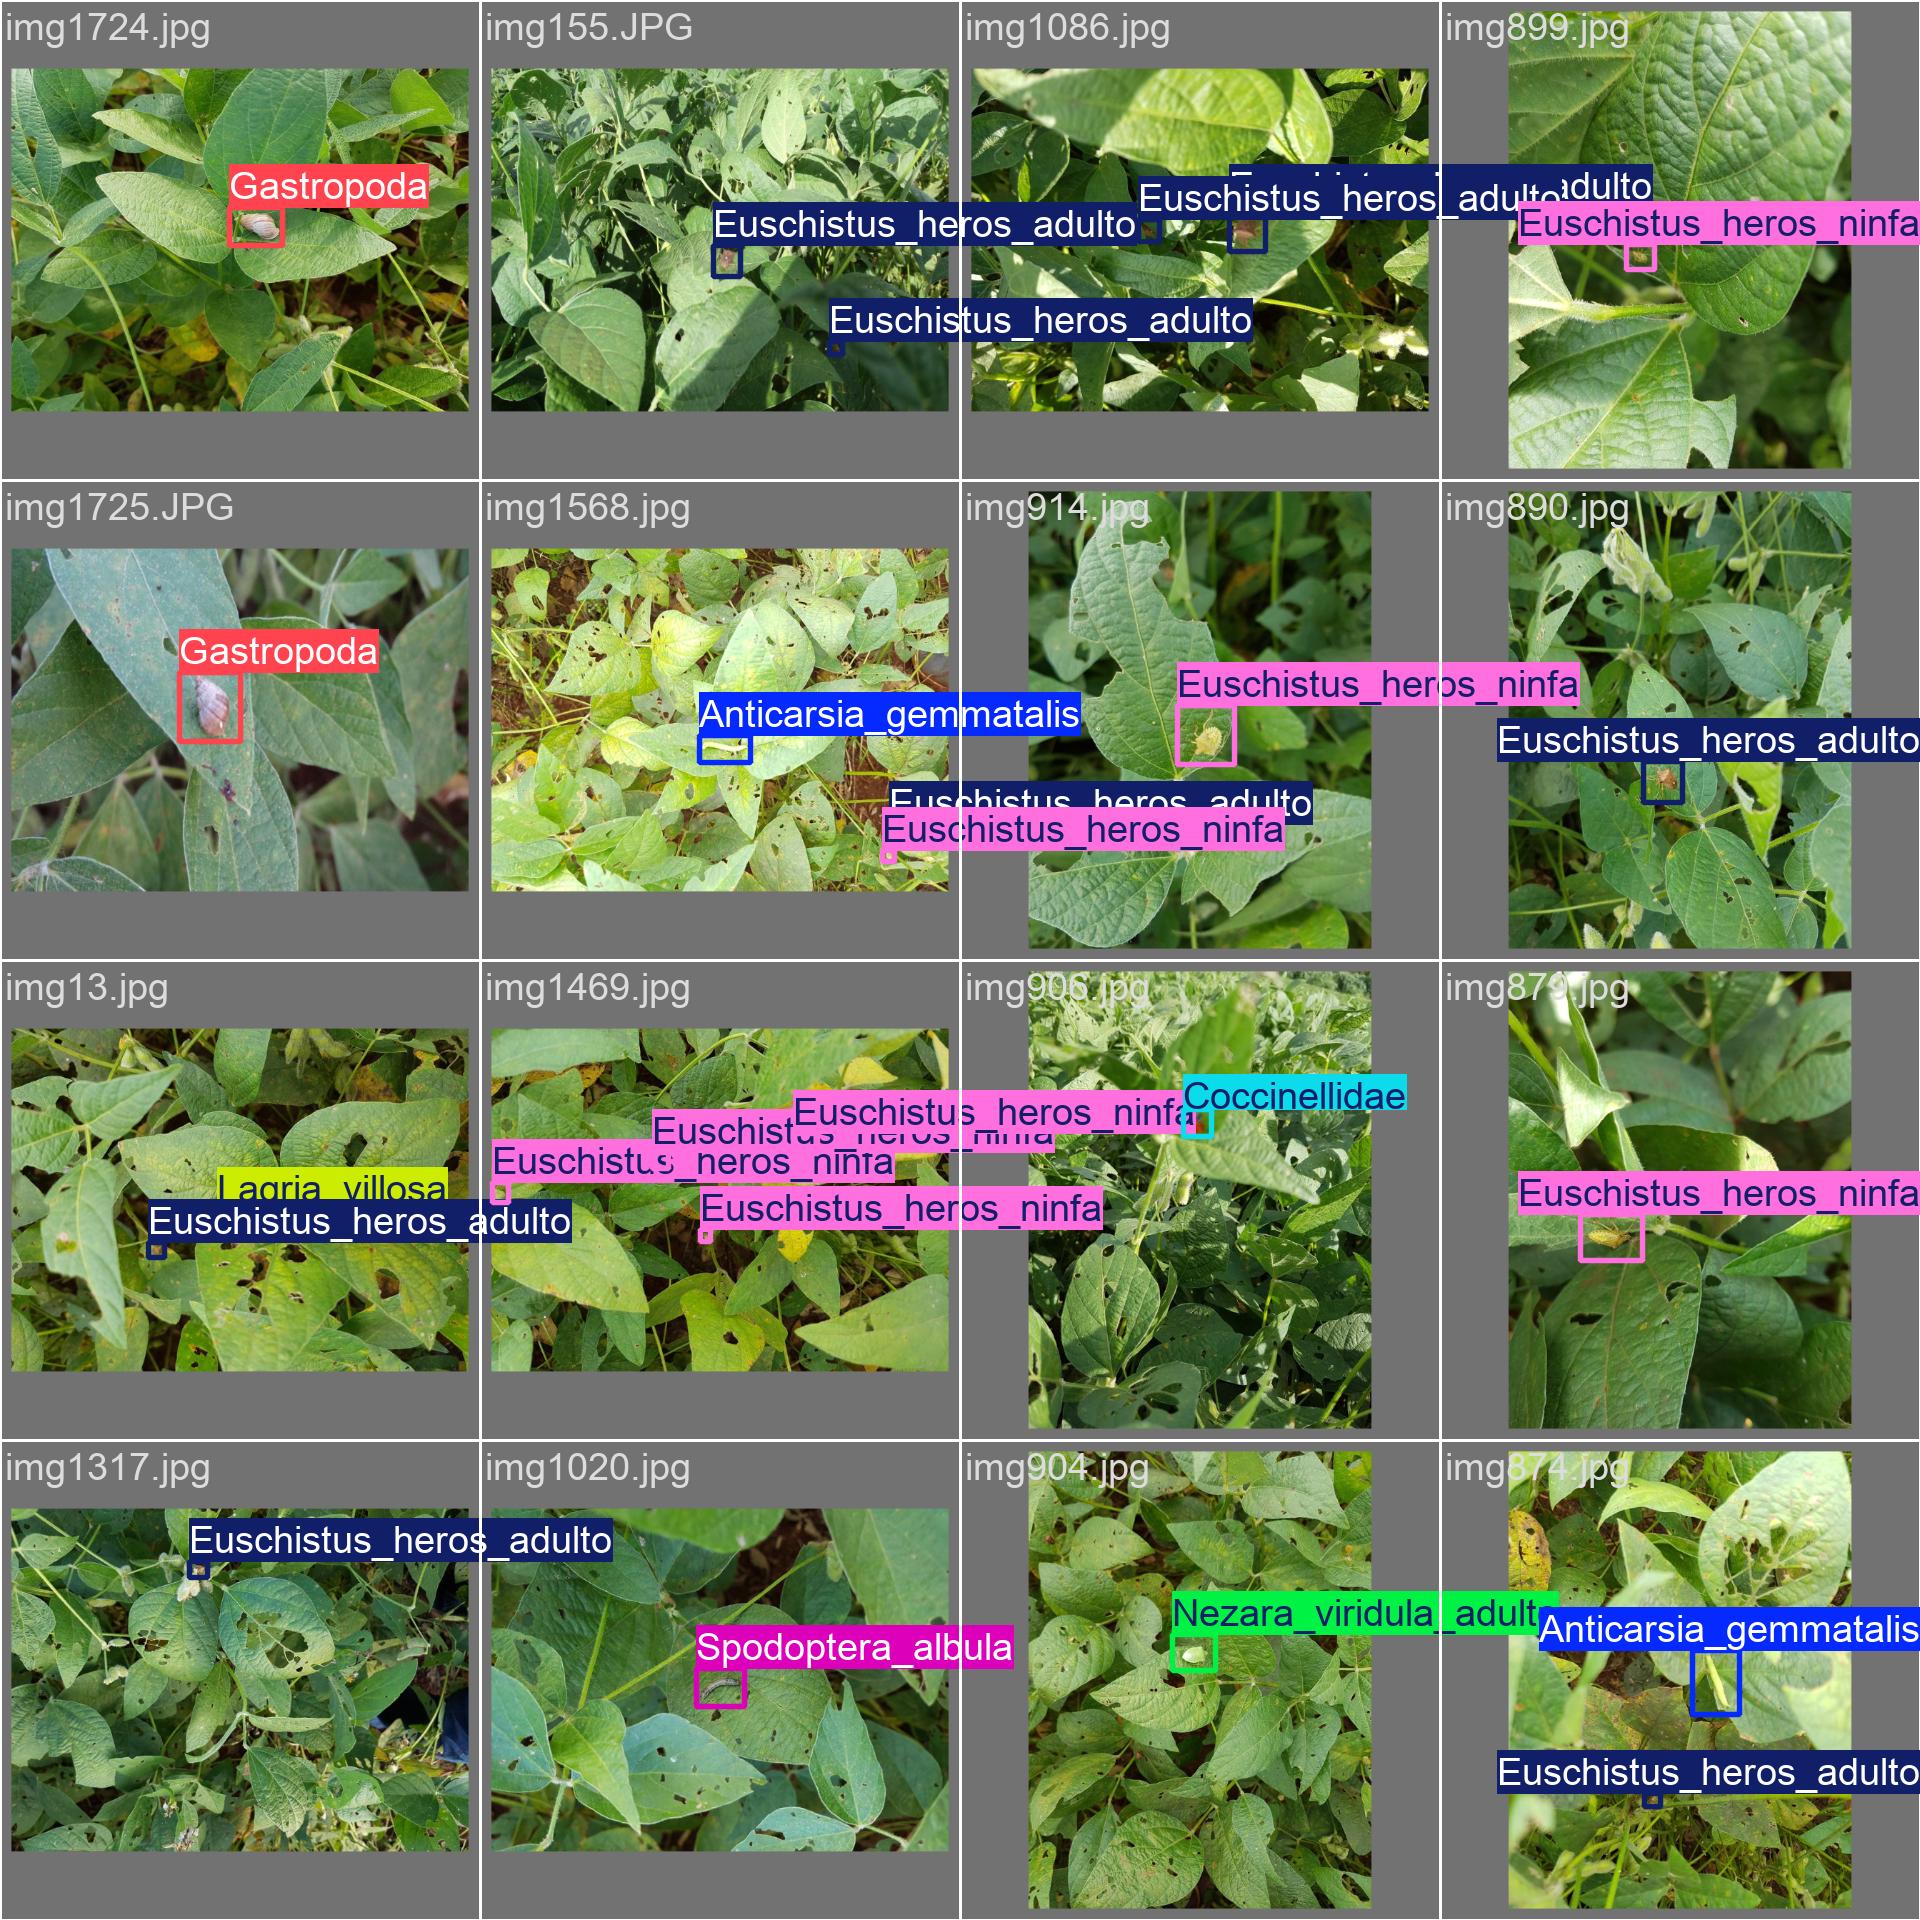 img1724.jpg
Gastropoda
img155.JPG
Euschistus_heros_adulto
Euschistus_heros_adulto
img1086.jpg
Euschistus_heros_adulto
adulto
img899.jpg
Euschistus_heros_ninfa
img1725.JPG
Gastropoda
img1568.jpg
Anticarsia_gemmatalis
Euschistus_heros_adulto
Euschistus_heros_ninfa
img914.jpg
Euschistus_heros_ninfa
img890.jpg
Euschistus_heros_adulto
img13.jpg
Lagria_villosa
Euschistus_heros_adulto
img1469.jpg
Euschistus_heros_ninfa
Euschistus_heros_ninfa
Euschistus_heros_ninfa
Euschistus_heros_ninfa
img906.jpg
Coccinellidae
img879.jpg
Euschistus_heros_ninfa
img1317.jpg
Euschistus_heros_adulto
img1020.jpg
Spodoptera_albula
img904.jpg
Nezara_viridula_adulto
img874.jpg
Anticarsia_gemmatalis
Euschistus_heros_adulto